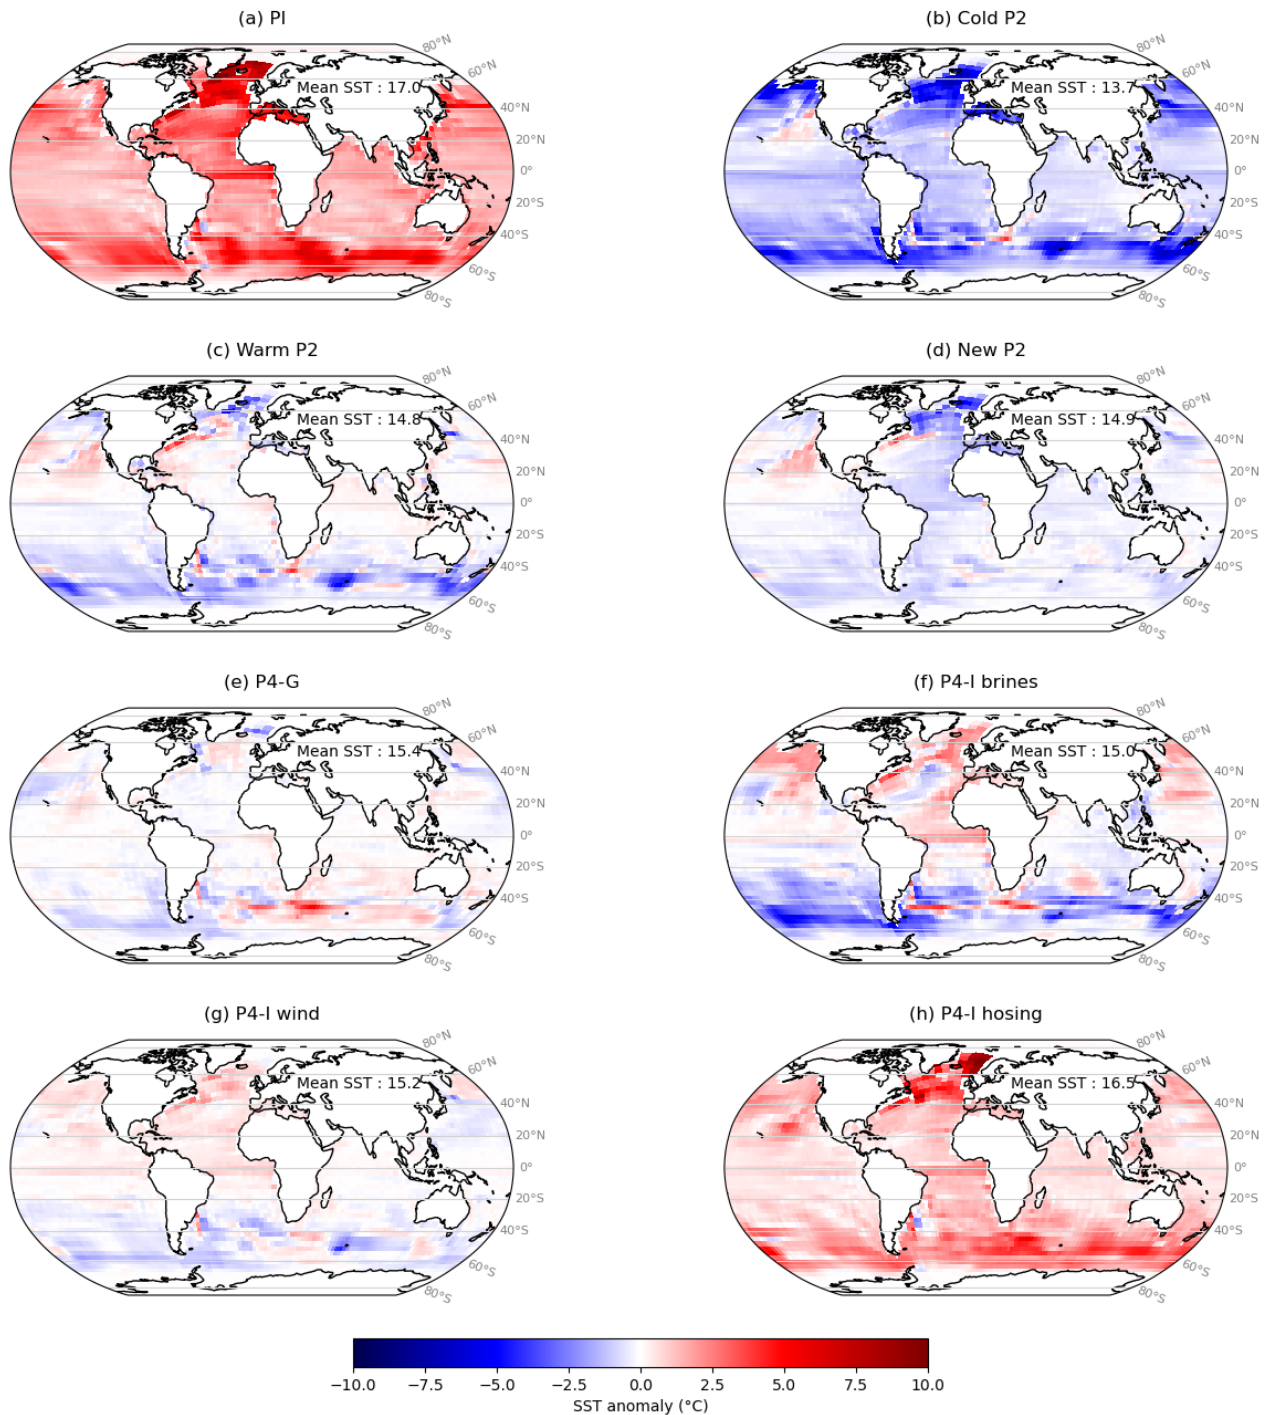 (a) PI
(b) Cold P2
80°N
80°N
60°N
60°N
Mean SST : 17.0
Mean SST : 13.7
40°N
40°N
20°N
20°N
0°
0°
20°S
20°S
40°S
40°S
60°S
60°S
80°S
80°S
(c) Warm P2
(d) New P2
80°N
80°N
60°N
60°N
Mean SST : 14.8
Mean SST : 14.9
40°N
40°N
20°N
20°N
0°
0°
20°S
20°S
40°S
40°S
60°S
60°S
80°S
80°S
(e) P4-G
(f) P4-I brines
80°N
80°N
60°N
60°N
Mean SST : 15.4
Mean SST : 15.0
40°N
40°N
20°N
20°N
0°
0°
20°S
20°S
40°S
40°S
60°S
60°S
80°S
80°S
(g) P4-I wind
(h) P4-I hosing
80°N
80°N
60°N
60°N
Mean SST : 15.2
Mean SST : 16.5
40°N
40°N
20°N
20°N
0°
0°
20°S
20°S
40°S
40°S
60°S
60°S
80°S
80°S
−10.0 −7.5 −5.0 −2.5 0.0 2.5 5.0 7.5 10.0
SST anomaly (°C)